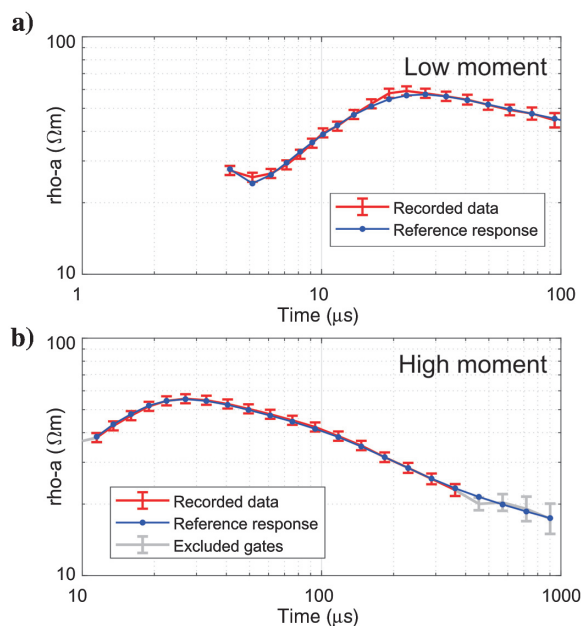 a)
100
Low moment
rho-a (Ωm)
Recorded data
Reference response
10
1
10
100
Time (μs)
b)
100
High moment
rho-a (Ωm)
Recorded data
Reference response
Excluded gates
10
10
100
1000
Time (μs)